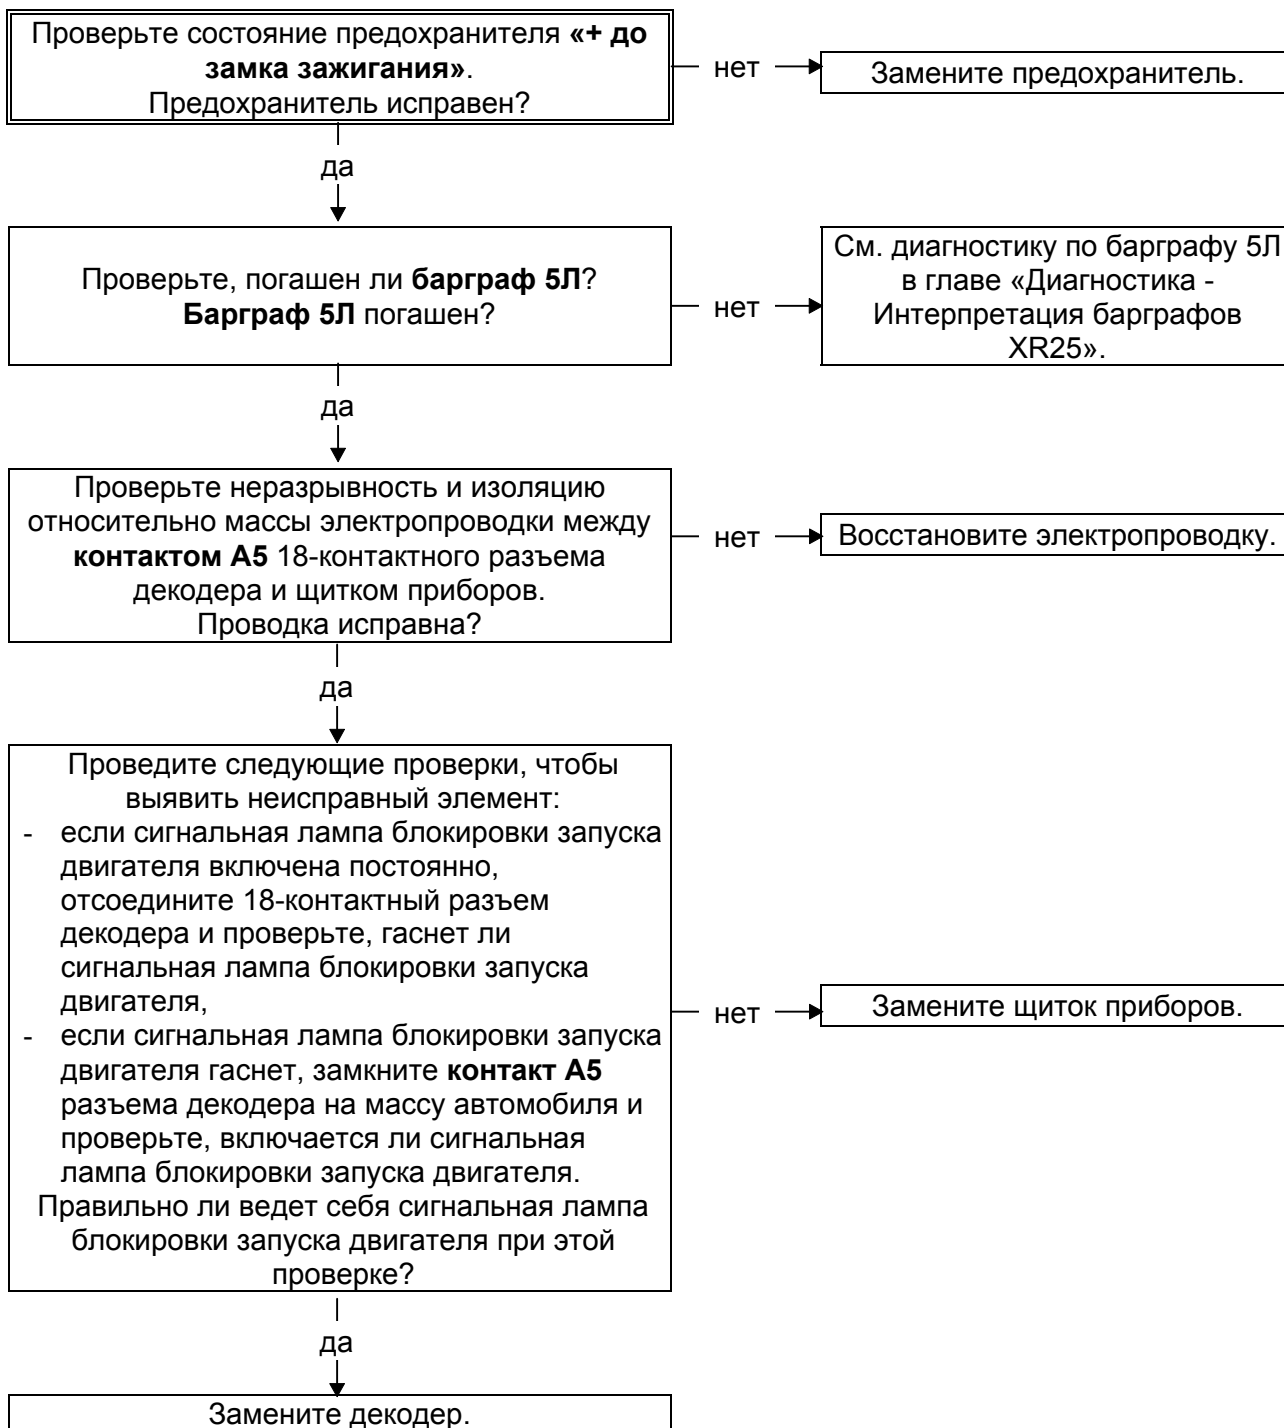 Проверьте состояние предохранителя «+ до
замка зажигания».
Предохранитель исправен?
нет
Замените предохранитель.
да
Проверьте, погашен ли барграф 5Л?
Барграф 5Л погашен?
нет
См. диагностику по барграфу 5Л
в главе «Диагностика -
Интерпретация барграфов
XR25».
да
Проверьте неразрывность и изоляцию
относительно массы электропроводки между
контактом А5 18-контактного разъема
декодера и щитком приборов.
Проводка исправна?
нет
Восстановите электропроводку.
да
Проведите следующие проверки, чтобы
выявить неисправный элемент:
- если сигнальная лампа блокировки запуска
двигателя включена постоянно,
отсоедините 18-контактный разъем
декодера и проверьте, гаснет ли
сигнальная лампа блокировки запуска
двигателя,
- если сигнальная лампа блокировки запуска
двигателя гаснет, замкните контакт А5
разъема декодера на массу автомобиля и
проверьте, включается ли сигнальная
лампа блокировки запуска двигателя.
Правильно ли ведет себя сигнальная лампа
блокировки запуска двигателя при этой
проверке?
нет
Замените щиток приборов.
да
Замените декодер.